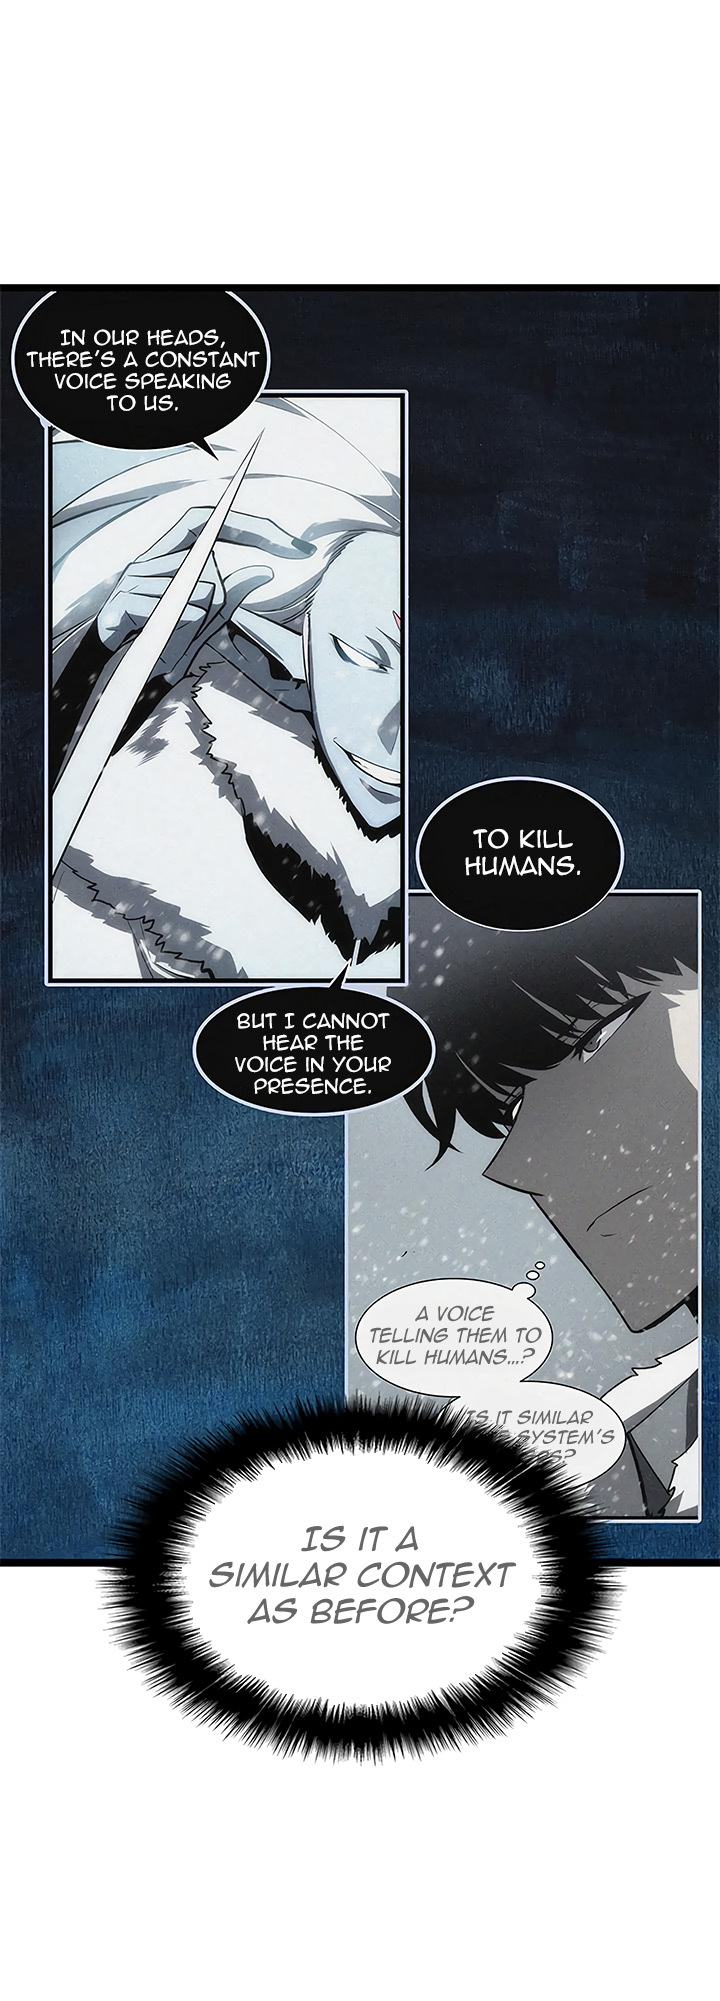 IN OUR HEADS,
THERE'S A CONSTANT
VOICE SPEAKING
TO US.
TO KILL
HUMANS.
BUT I CANNOT
HEAR THE
VOICE IN YOUR
PRESENCE.
A VOICE
TELLING THEM TO
KILL HUMANS...?
IS IT SIMILAR
SYSTEM'S
IS IT A
SIMILAR CONTEXT
AS BEFORE?